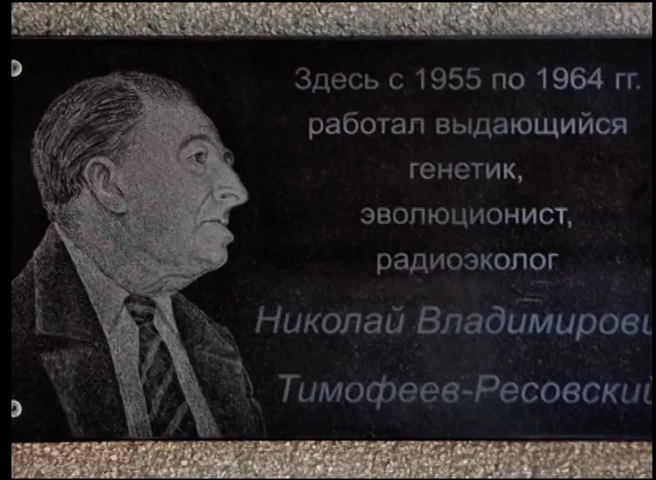 Здесь с 1955 по 1964 гг.
работал выдающийся
генетик,
эволюционист,
радиоэколог
Николай Владимирови
Тимофеев-Ресовский